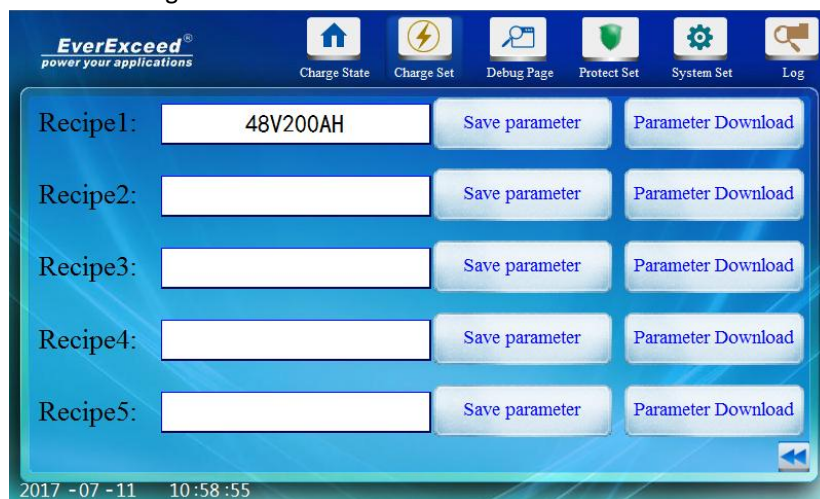 EverExceed®
power your applications
Charge State Charge Set Debug Page Protect Set System Set Log
Recipe1: 48V200AH Save parameter Parameter Download
Recipe2: Save parameter Parameter Download
Recipe3: Save parameter Parameter Download
Recipe4: Save parameter Parameter Download
Recipe5: Save parameter Parameter Download
2017 -07 -11 10:58:55